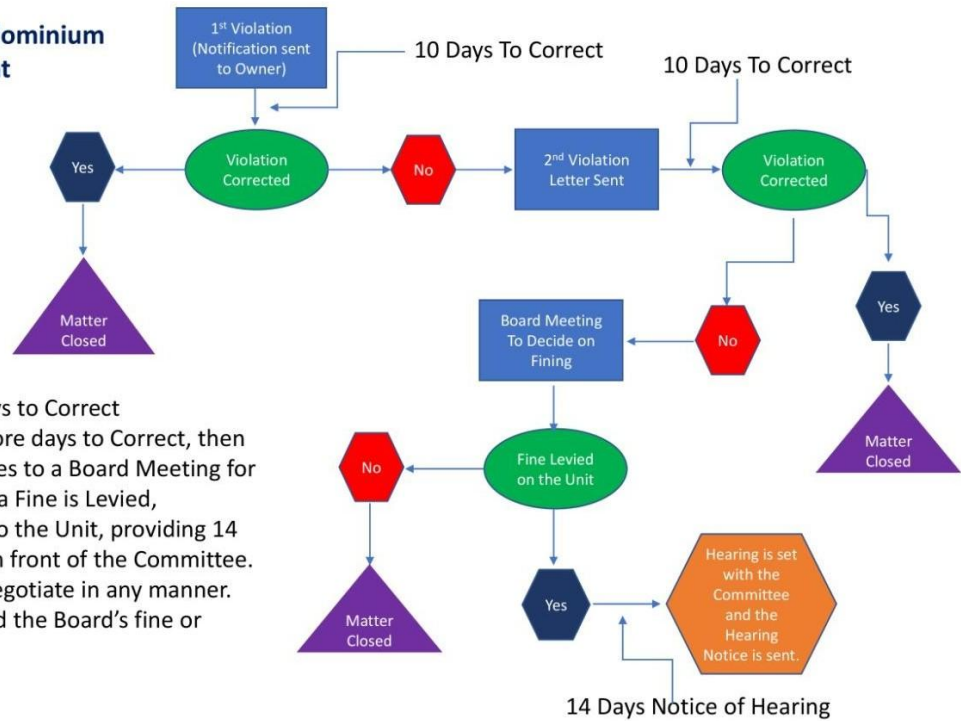 1st Violation
(Notification sent
to Owner)
10 Days To Correct
10 Days To Correct
Yes
Violation
Corrected
No
2nd Violation
Letter Sent
Violation
Corrected
Matter
Closed
Board Meeting
To Decide on
Fining
No
Yes
to Correct
days to Correct, then
to a Board Meeting for
a Fine is Levied,
the Unit, providing 14
front of the Committee.
negotiate in any manner.
the Board's fine or
No
Fine Levied
on the Unit
Matter
Closed
Matter
Closed
Yes
Hearing is set
with the
Committee
and the
Hearing
Notice is sent.
14 Days Notice of Hearing